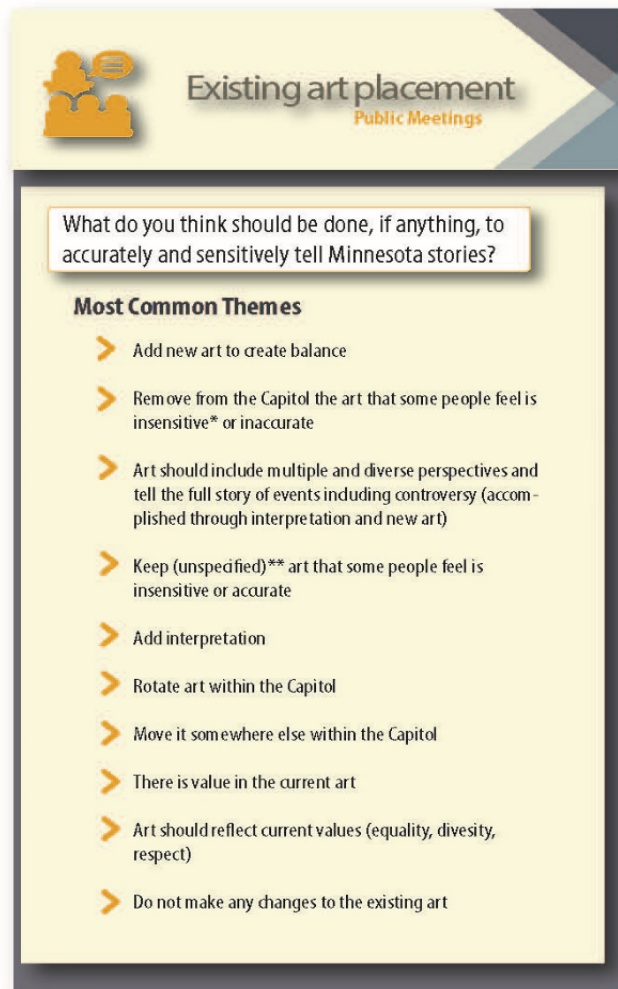 Existing art placement
Public Meetings
What do you think should be done, if anything, to
accurately and sensitively tell Minnesota stories?
Most Common Themes
Add new art to create balance
Remove from the Capitol the art that some people feel is
insensitive* or inaccurate
Art should include multiple and diverse perspectives and
tell the full story of events including controversy (accom-
plished through interpretation and new art)
Keep (unspecified)** art that some people feel is
insensitive or accurate
Add interpretation
Rotate art within the Capitol
Move it somewhere else within the Capitol
There is value in the current art
Art should reflect current values (equality, divesity,
respect)
Do not make any changes to the existing art